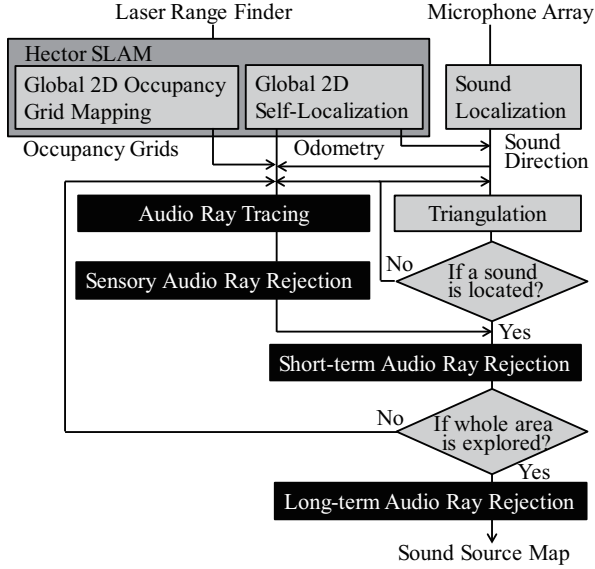 Laser Range Finder
Microphone Array
Hector SLAM
Global 2D Occupancy
Grid Mapping
Global 2D
Self-Localization
Sound
Localization
Occupancy Grids
Odometry
Sound
Direction
Audio Ray Tracing
Triangulation
Sensory Audio Ray Rejection
No
If a sound
is located?
Yes
Short-term Audio Ray Rejection
No
If whole area
is explored?
Yes
Long-term Audio Ray Rejection
Sound Source Map